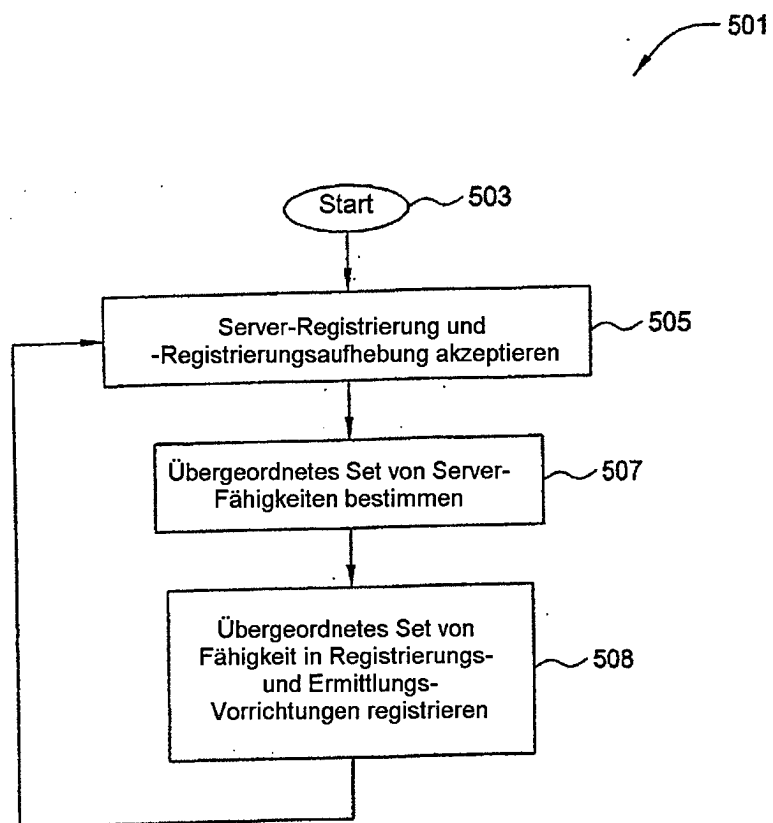 501
Start
503
Server-Registrierung und
-Registrierungsaufhebung akzeptieren
505
Übergeordnetes Set von Server-
Fähigkeiten bestimmen
507
Übergeordnetes Set von
Fähigkeit in Registrierungs-
und Ermittlungs-
Vorrichtungen registrieren
508